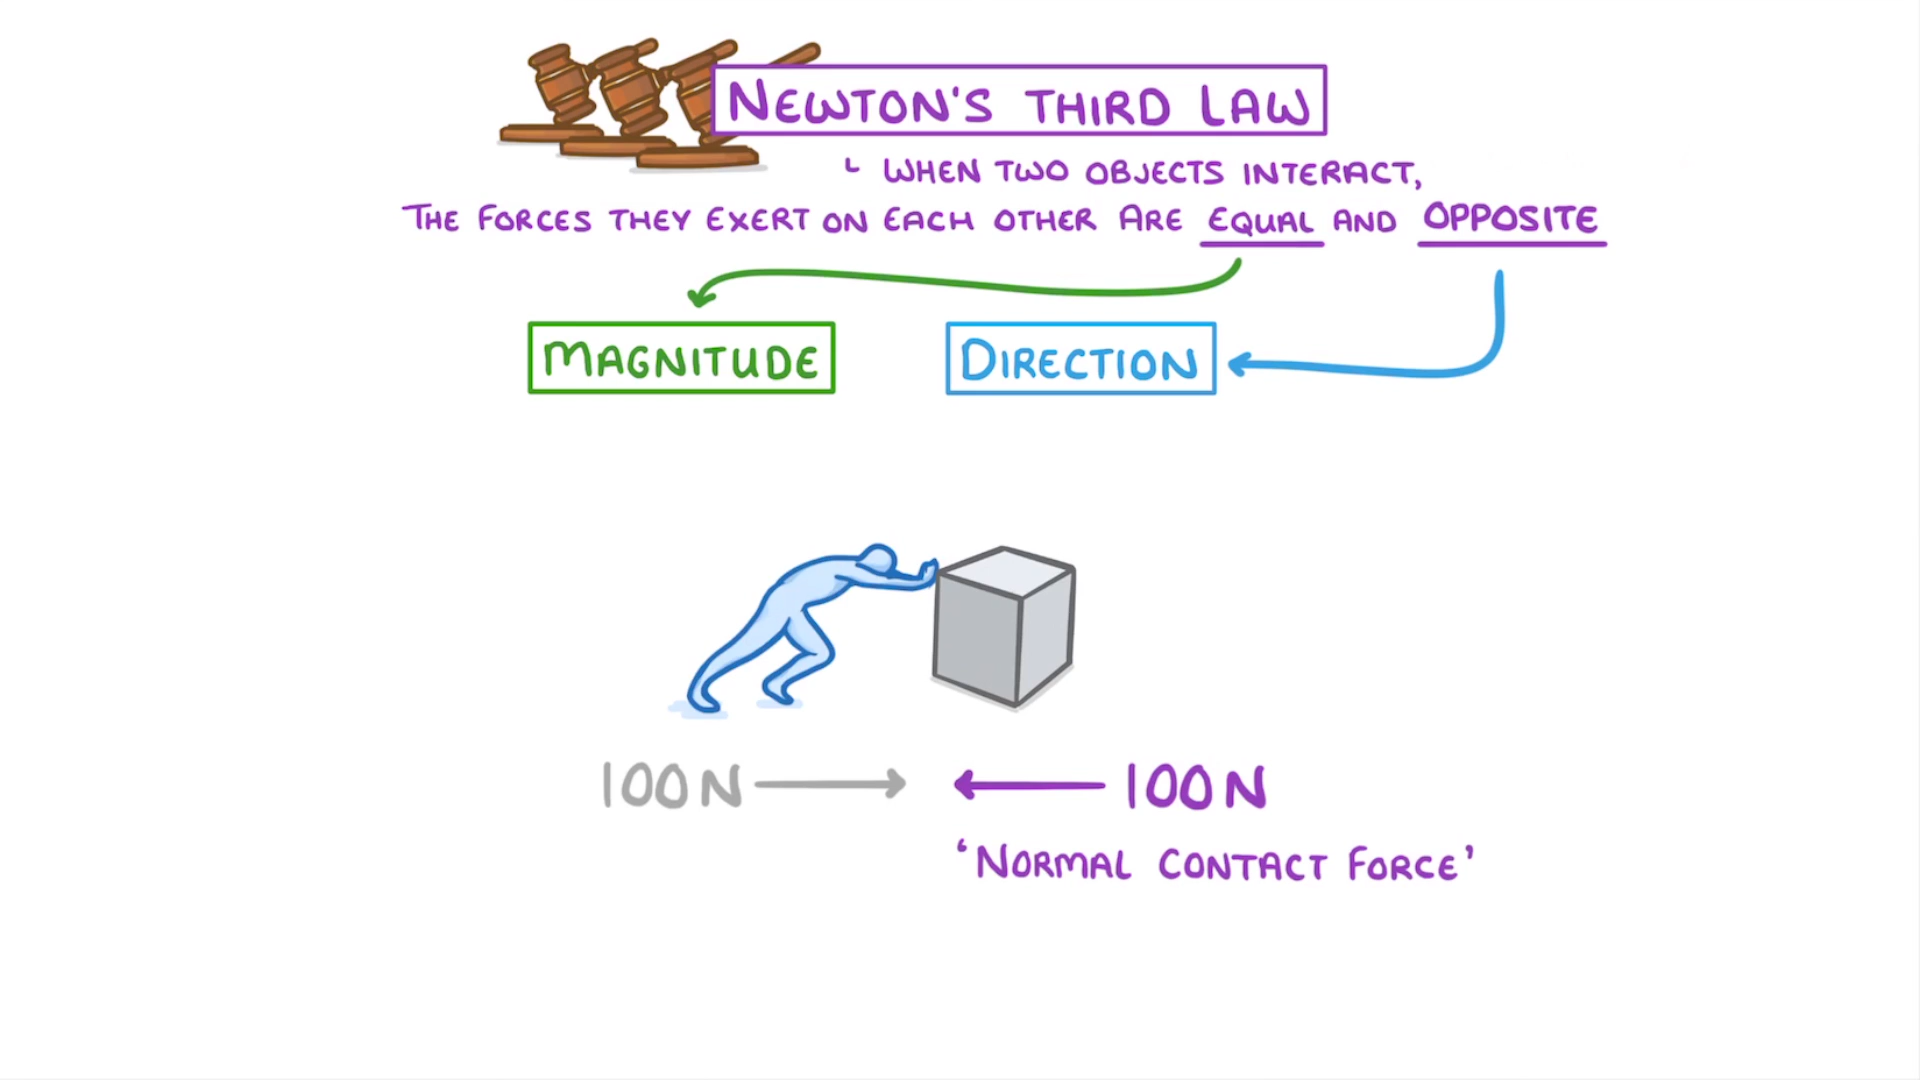 NEWTON'S THIRD LAW
WHEN TWO OBJECTS INTERACT,
THE FORCES THEY EXERT ON EACH OTHER ARE EQUAL AND OPPOSITE
MAGNITUDE DIRECTION
100N 100N
'NORMAL CONTACT FORCE'